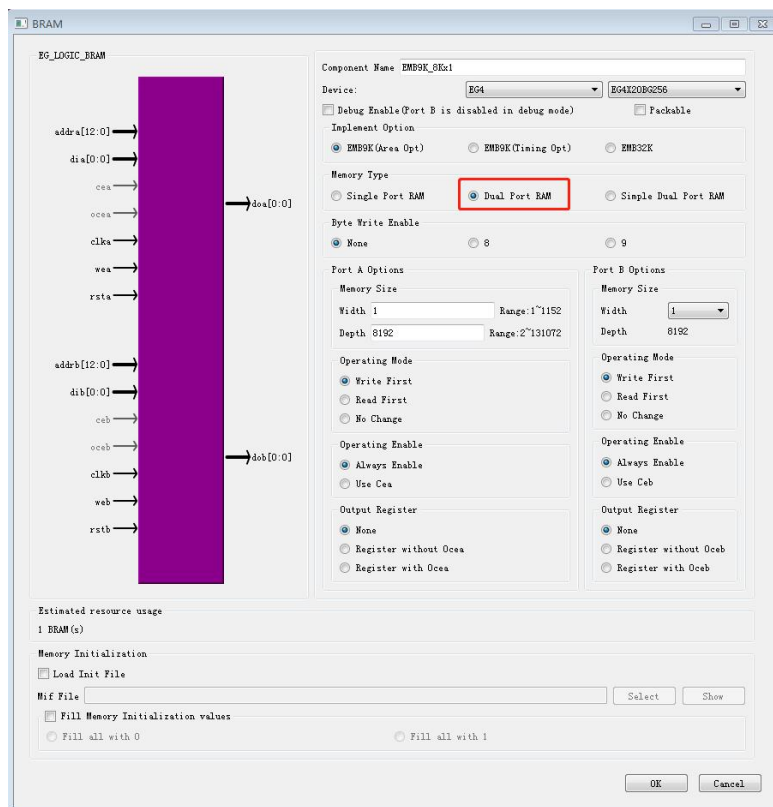 BRAM
EG_LOGIC_BRAM
addra[12:0]
dia[0:0]
cea
ocea
clka
wea
rsta
doa[0:0]
addrb[12:0]
dib[0:0]
ceb
oceb
clkb
web
rstb
dob[0:0]
Component Name EMB9K_8Kx1
Device: EG4 EG4X20BG256
Debug Enable(Port B is disabled in debug mode) Packable
Implement Option
EMB9K(Area Opt) EMB9K(Timing Opt) EMB32K
Memory Type
Single Port RAM Dual Port RAM Simple Dual Port RAM
Byte Write Enable
None 8 9
Port A Options
Memory Size
Width 1 Range:1~1152
Depth 8192 Range:2~131072
Operating Mode
Write First
Read First
No Change
Operating Enable
Always Enable
Use Cea
Output Register
None
Register without Ocea
Register with Ocea
Port B Options
Memory Size
Width 1
Depth 8192
Operating Mode
Write First
Read First
No Change
Operating Enable
Always Enable
Use Ceb
Output Register
None
Register without Oceb
Register with Oceb
Estimated resource usage
1 BRAM(s)
Memory Initialization
Load Init File
Mif File Select Show
Fill Memory Initialization values
Fill all with 0 Fill all with 1
OK Cancel